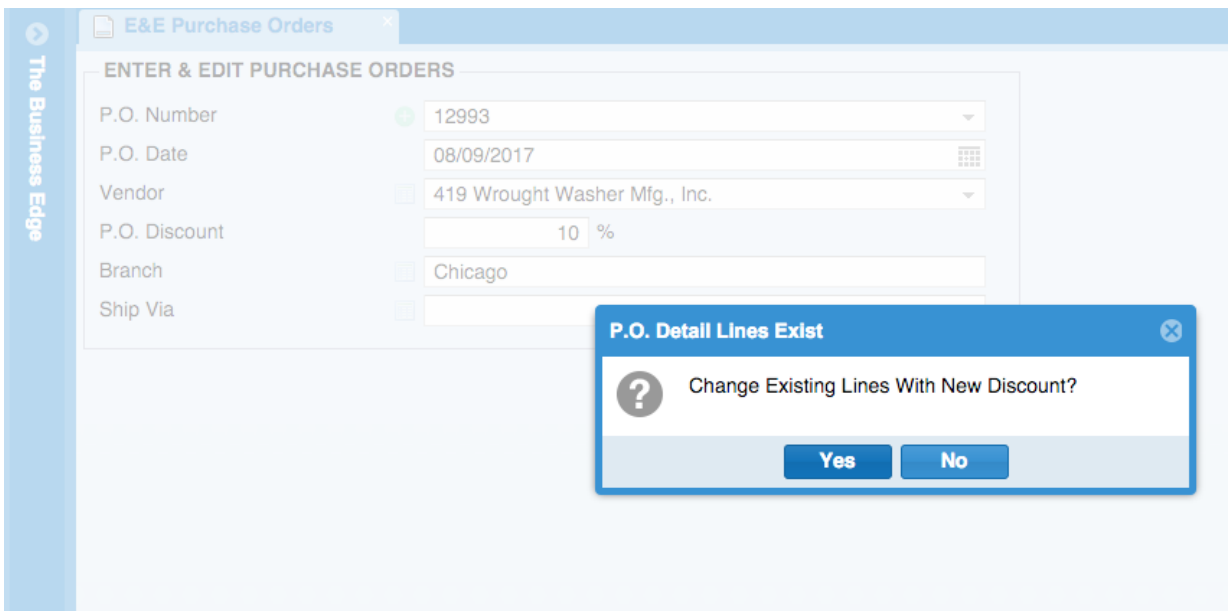 The Business Edge
E&E Purchase Orders
ENTER & EDIT PURCHASE ORDERS
P.O. Number 12993
P.O. Date 08/09/2017
Vendor 419 Wrought Washer Mfg., Inc.
P.O. Discount 10 %
Branch Chicago
Ship Via
P.O. Detail Lines Exist
Change Existing Lines With New Discount?
Yes No